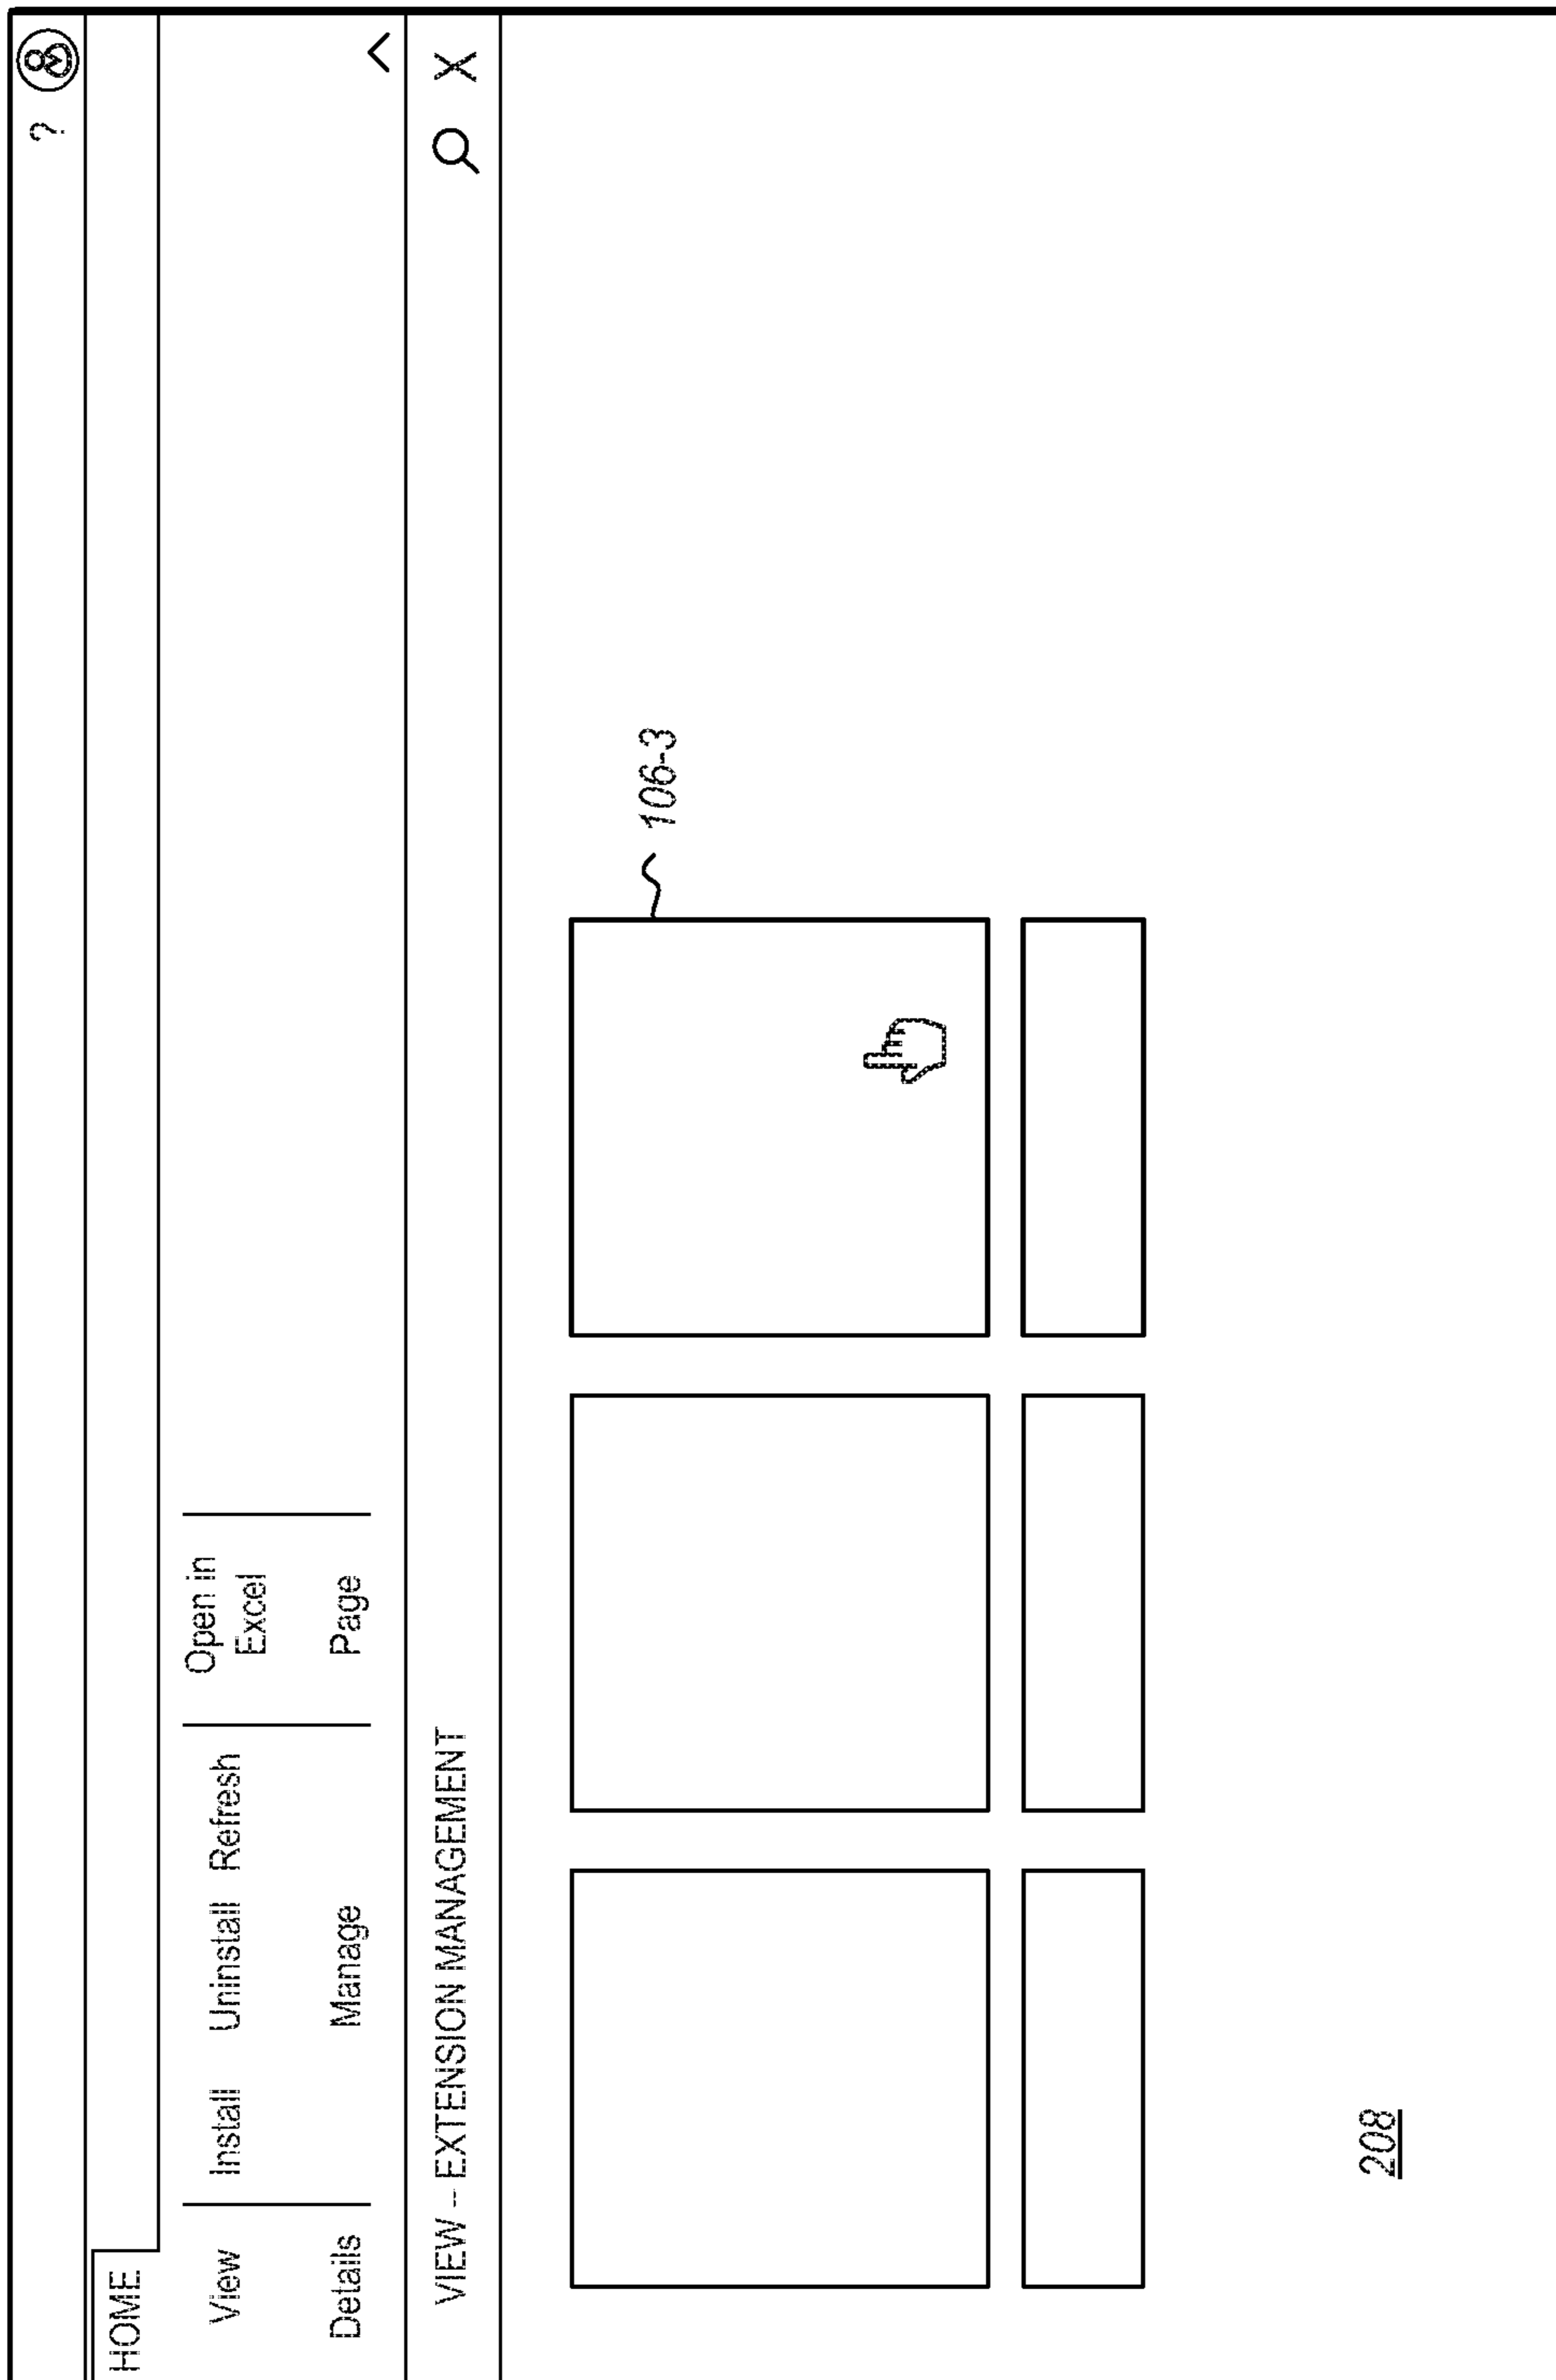 ?
HOME
View Install Uninstall Refresh Open in
Excel
Details Manage Page
VIEW -- EXTENSION MANAGEMENT X
106-3
208